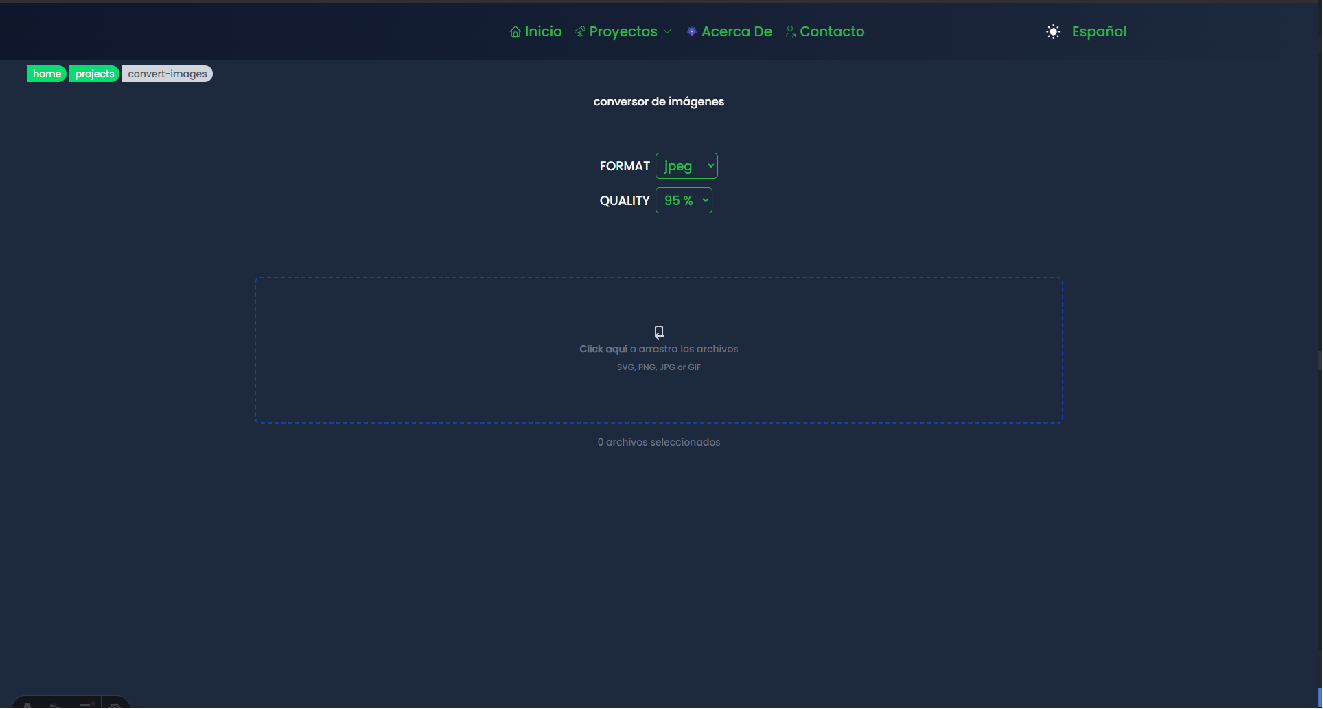 Inicio Proyectos Acerca De Contacto Español
home projects convert-images
conversor de imágenes
FORMAT jpeg
QUALITY 95 %
Click aquí o arrastra los archivos
SVG, PNG, JPG or GIF
0 archivos seleccionados